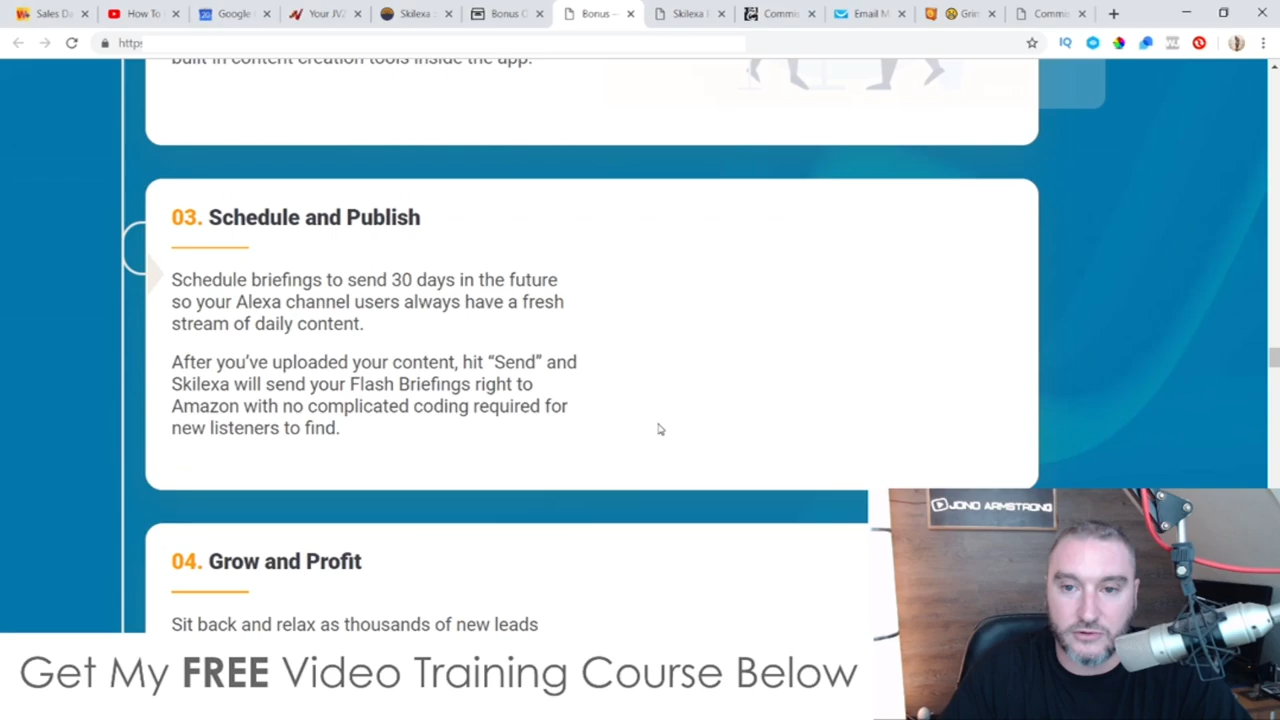 Sales Da
How To
Google
Your JVZ
Skilexa
Bonus O
Bonus –
Skilexa
Commis
Email M
Grin
Commis
https
built in content creation tools inside the app.
03. Schedule and Publish
Schedule briefings to send 30 days in the future
so your Alexa channel users always have a fresh
stream of daily content.
After you’ve uploaded your content, hit “Send” and
Skilexa will send your Flash Briefings right to
Amazon with no complicated coding required for
new listeners to find.
04. Grow and Profit
Sit back and relax as thousands of new leads
JONO ARMSTRONG
Get My FREE Video Training Course Below